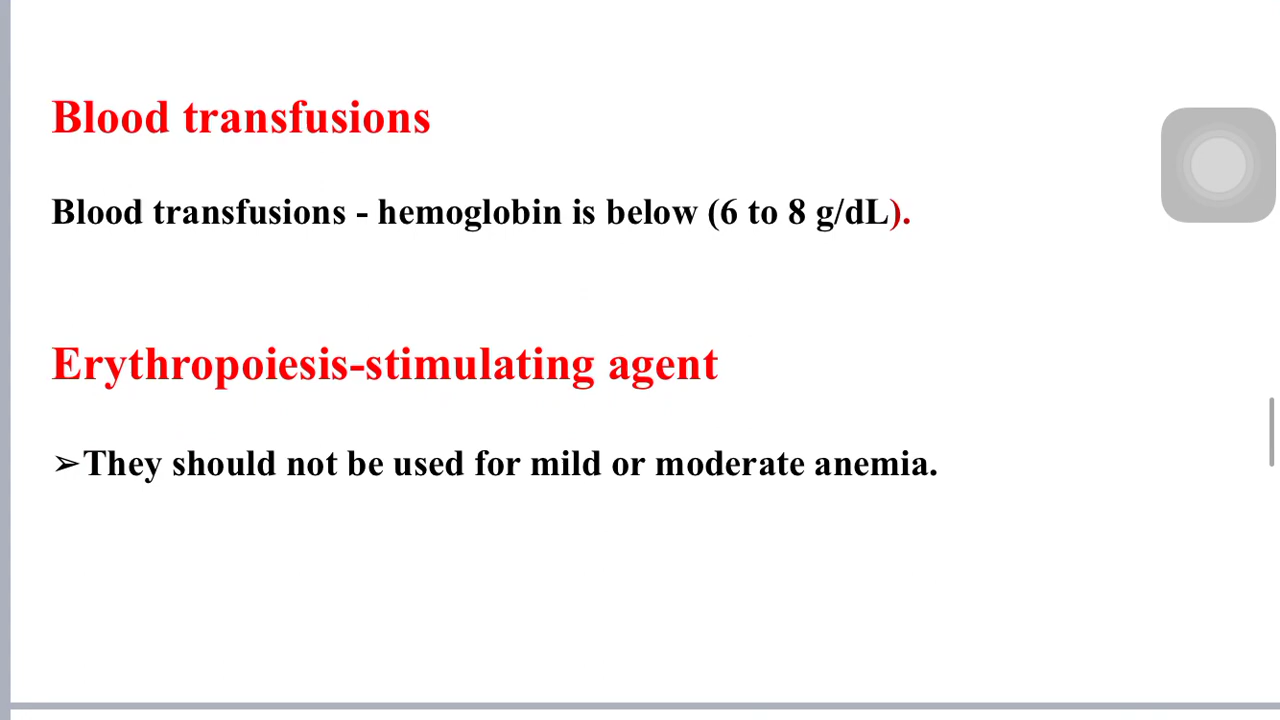 Blood transfusions
Blood transfusions - hemoglobin is below (6 to 8 g/dL).
Erythropoiesis-stimulating agent
➢They should not be used for mild or moderate anemia.